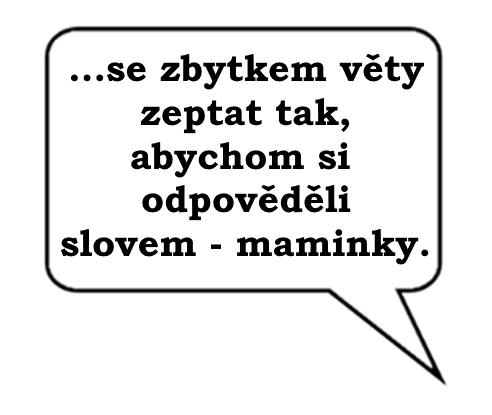 ...se zbytkem věty
zeptat tak,
abychom si
odpověděli
slovem - maminky.